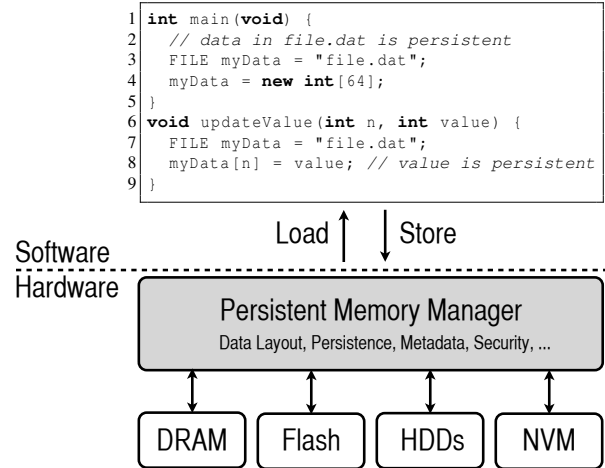 1 int main(void) {
2 // data in file.dat is persistent
3 FILE myData = "file.dat";
4 myData = new int[64];
5 }
6 void updateValue(int n, int value) {
7 FILE myData = "file.dat";
8 myData[n] = value; // value is persistent
9 }
Load Store
Software
Hardware
Persistent Memory Manager
Data Layout, Persistence, Metadata, Security, ...
DRAM Flash HDDs NVM